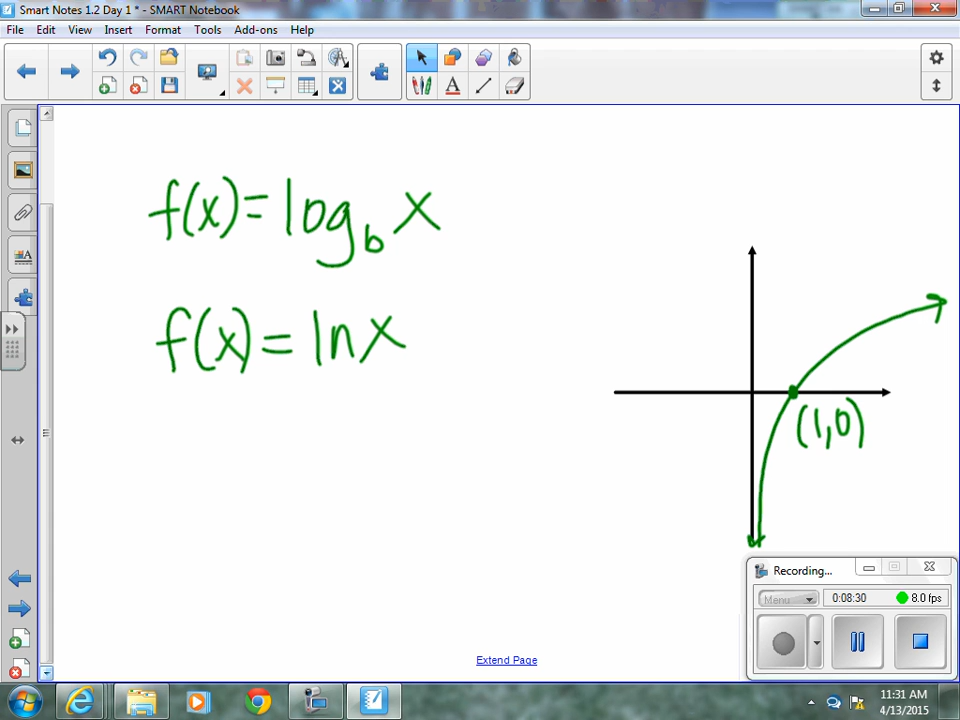 Smart Notes 1.2 Day 1 * - SMART Notebook
File Edit View Insert Format Tools Add-ons Help
f(x) = log_b x
f(x) = ln x
(1,0)
Recording...
Menu 0:08:30 8.0 fps
Extend Page
11:31 AM
4/13/2015